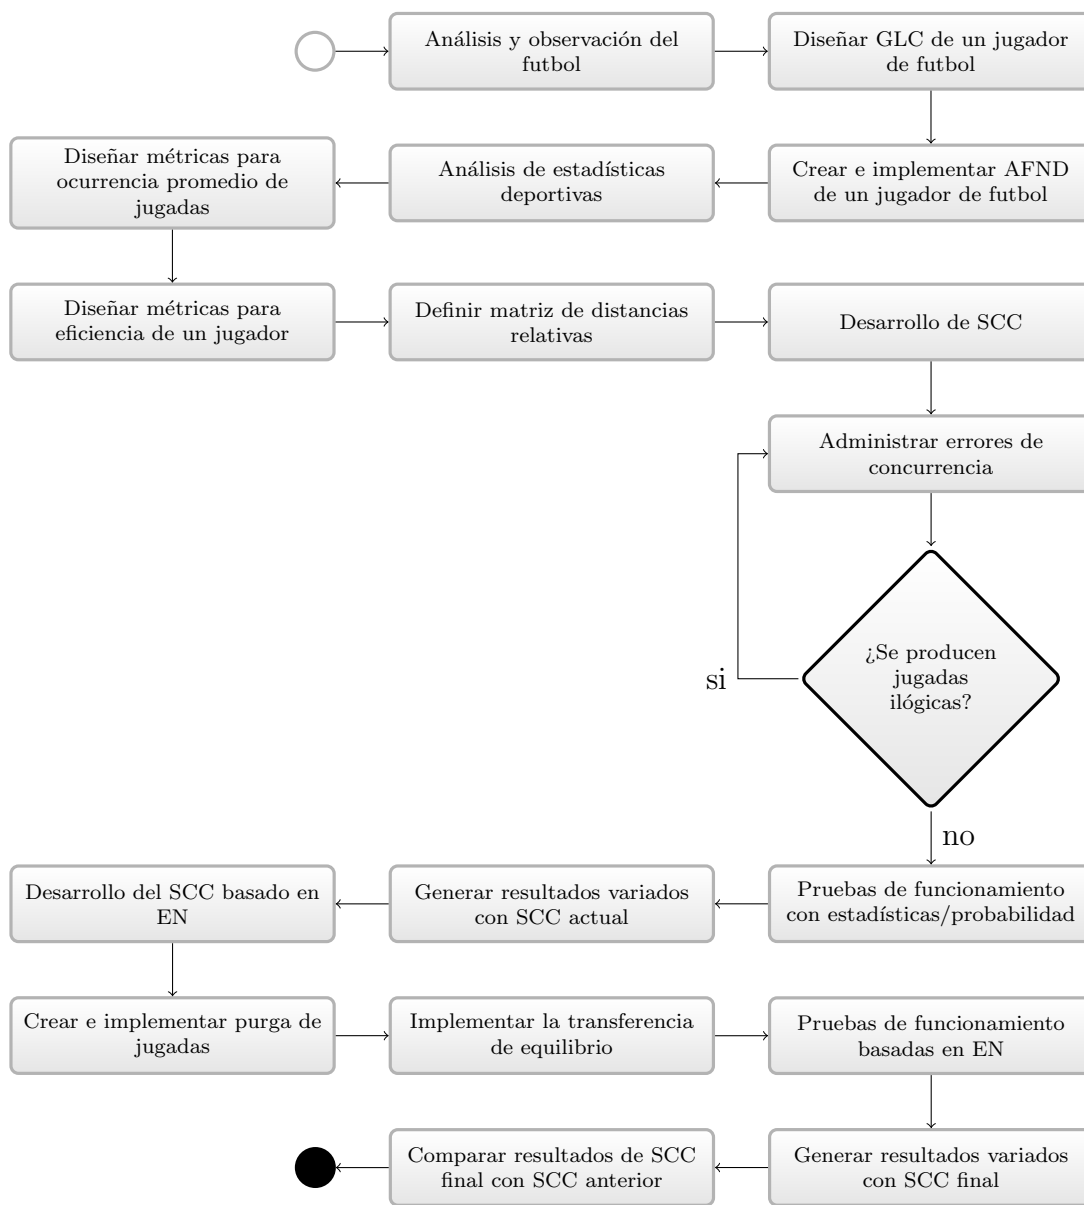 Análisis y observación del
futbol
Diseñar GLC de un jugador
de futbol
Diseñar métricas para
ocurrencia promedio de
jugadas
Análisis de estadísticas
deportivas
Crear e implementar AFND
de un jugador de futbol
Diseñar métricas para
eficiencia de un jugador
Definir matriz de distancias
relativas
Desarrollo de SCC
Administrar errores de
concurrencia
¿Se producen
jugadas
ilógicas?
si
no
Desarrollo del SCC basado en
EN
Generar resultados variados
con SCC actual
Pruebas de funcionamiento
con estadísticas/probabilidad
Crear e implementar purga de
jugadas
Implementar la transferencia
de equilibrio
Pruebas de funcionamiento
basadas en EN
Comparar resultados de SCC
final con SCC anterior
Generar resultados variados
con SCC final